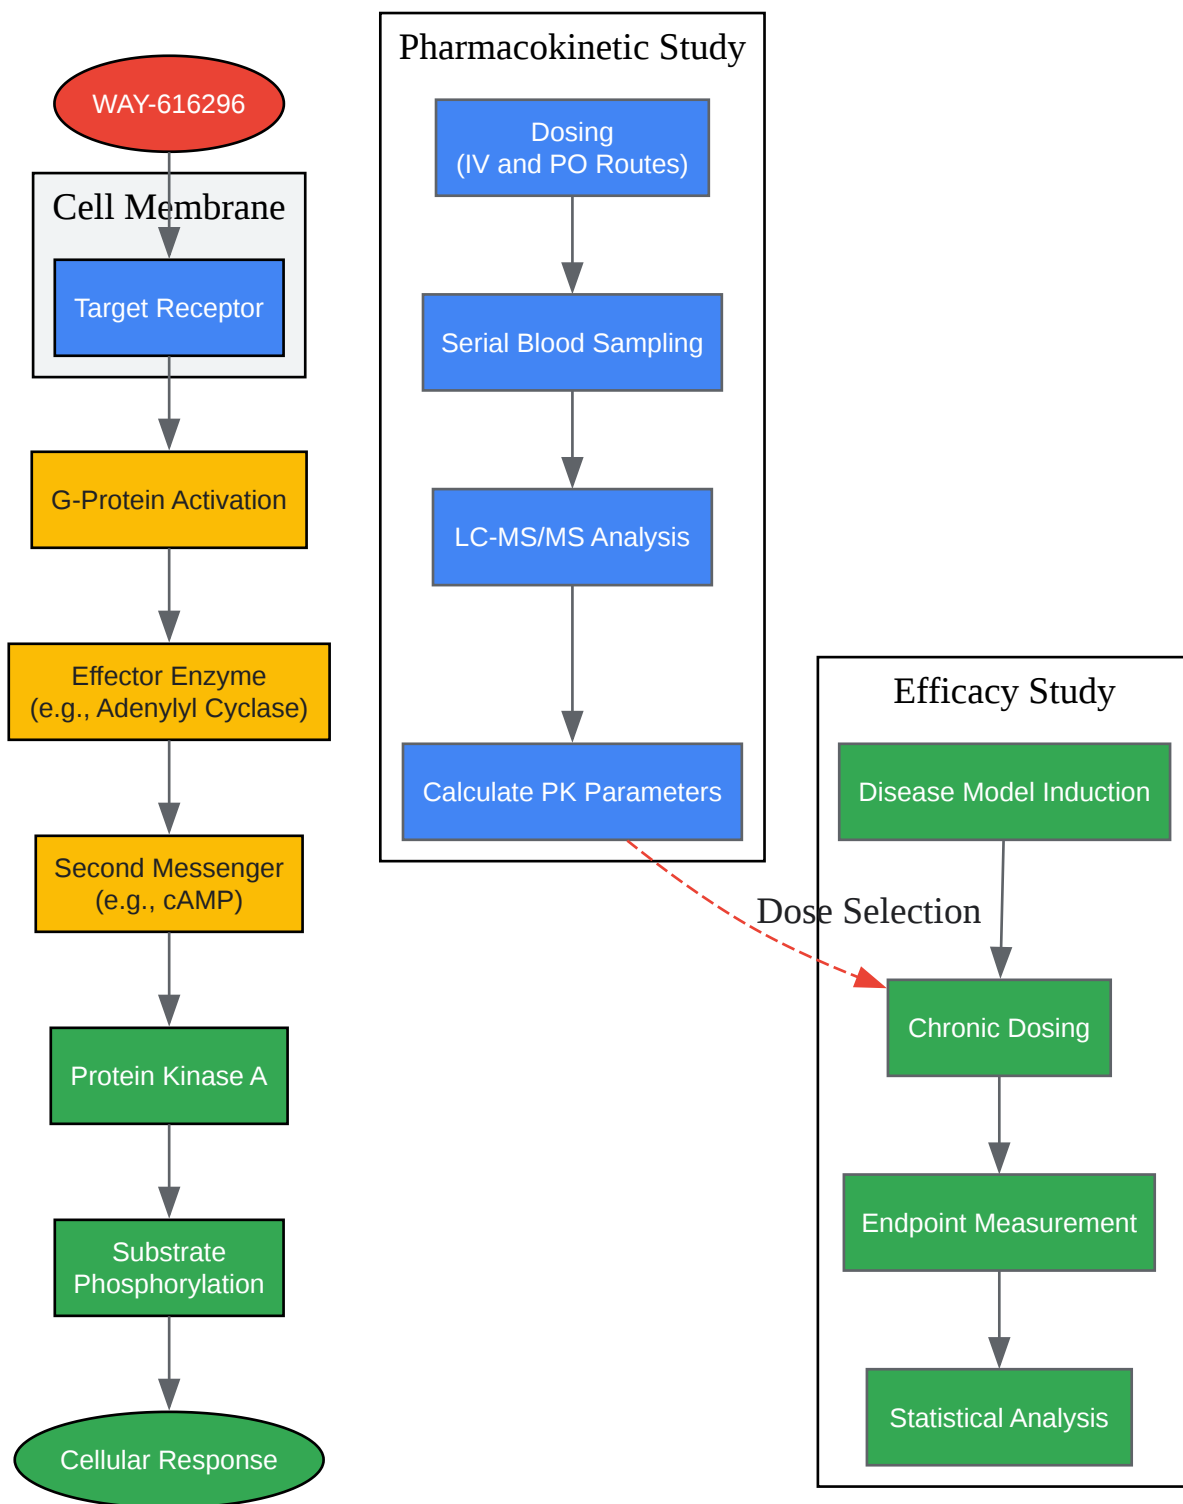 WAY-616296
Cell Membrane
Target Receptor
G-Protein Activation
Effector Enzyme
(e.g., Adenylyl Cyclase)
Second Messenger
(e.g., cAMP)
Protein Kinase A
Substrate
Phosphorylation
Cellular Response
Pharmacokinetic Study
Dosing
(IV and PO Routes)
Serial Blood Sampling
LC-MS/MS Analysis
Calculate PK Parameters
Dose Selection
Efficacy Study
Disease Model Induction
Chronic Dosing
Endpoint Measurement
Statistical Analysis